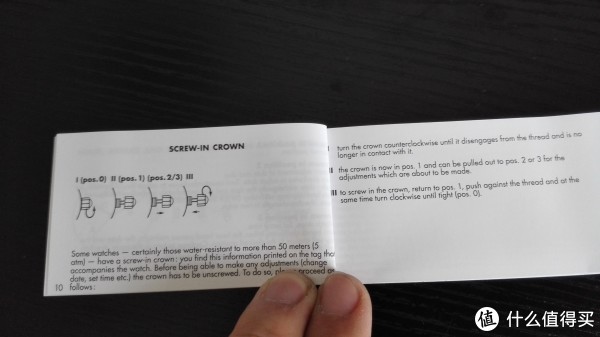 SCREW-IN CROWN
I (pos.0) II (pos.1) (pos.2/3) III
Some watches — certainly those water-resistant to more than 50 meters (5
atm) — have a screw-in crown; you find this information printed on the tag that
accompanies the watch. Before being able to make any adjustments (change
date, set time etc.) the crown has to be unscrewed. To do so, proceed
10 follows:
turn the crown counterclockwise until it disengages from the thread and is no
longer in contact with it.
II the crown is now in pos. 1 and can be pulled out to pos. 2 or 3 for the
adjustments which are about to be made.
III to screw in the crown, return to pos. 1, push against the thread and at the
same time turn clockwise until tight (pos. 0).
值 什么值得买